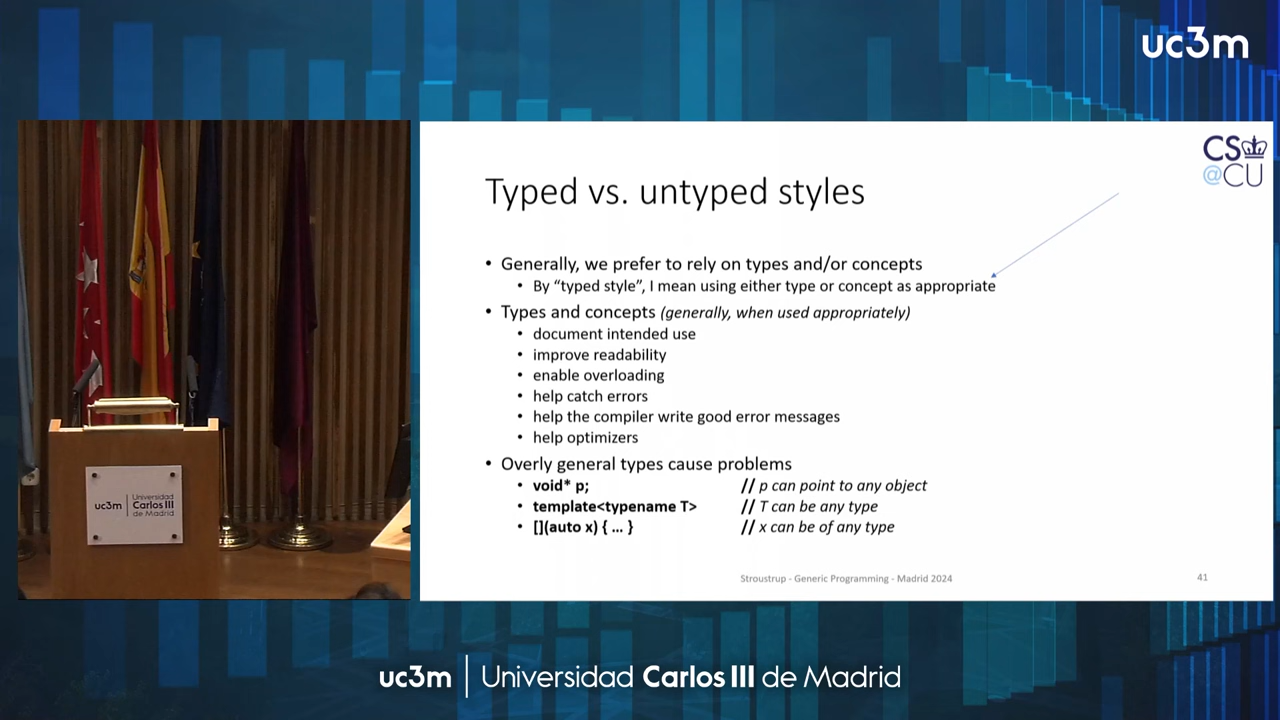 uc3m
CS
@CU
Typed vs. untyped styles
• Generally, we prefer to rely on types and/or concepts
• By “typed style”, I mean using either type or concept as appropriate
• Types and concepts (generally, when used appropriately)
• document intended use
• improve readability
• enable overloading
• help catch errors
• help the compiler write good error messages
• help optimizers
• Overly general types cause problems
• void* p; // p can point to any object
• template<typename T> // T can be any type
• [](auto x) { ... } // x can be of any type
Stroustrup - Generic Programming - Madrid 2024
41
uc3m | Universidad
Carlos III
de Madrid
uc3m | Universidad Carlos III de Madrid